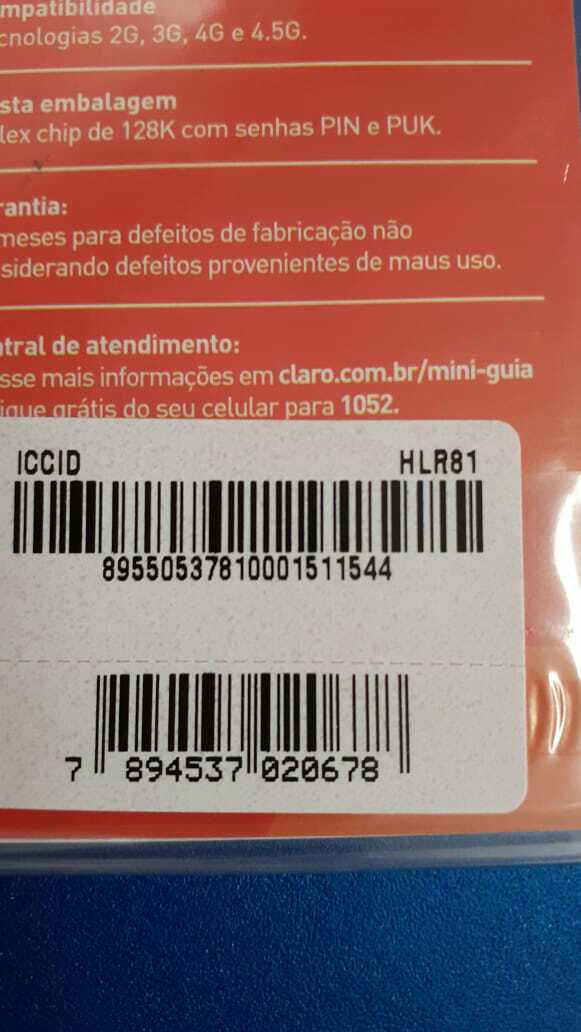 mpatibilidade
cnologias 2G, 3G, 4G e 4.5G.
sta embalagem
lex chip de 128K com senhas PIN e PUK.
rantia:
meses para defeitos de fabricação não
siderando defeitos provenientes de maus uso.
tral de atendimento:
sse mais informações em claro.com.br/mini-guia
igue grátis do seu celular para 1052.
ICCID HLR81
89550537810001511544
7 894537 020678